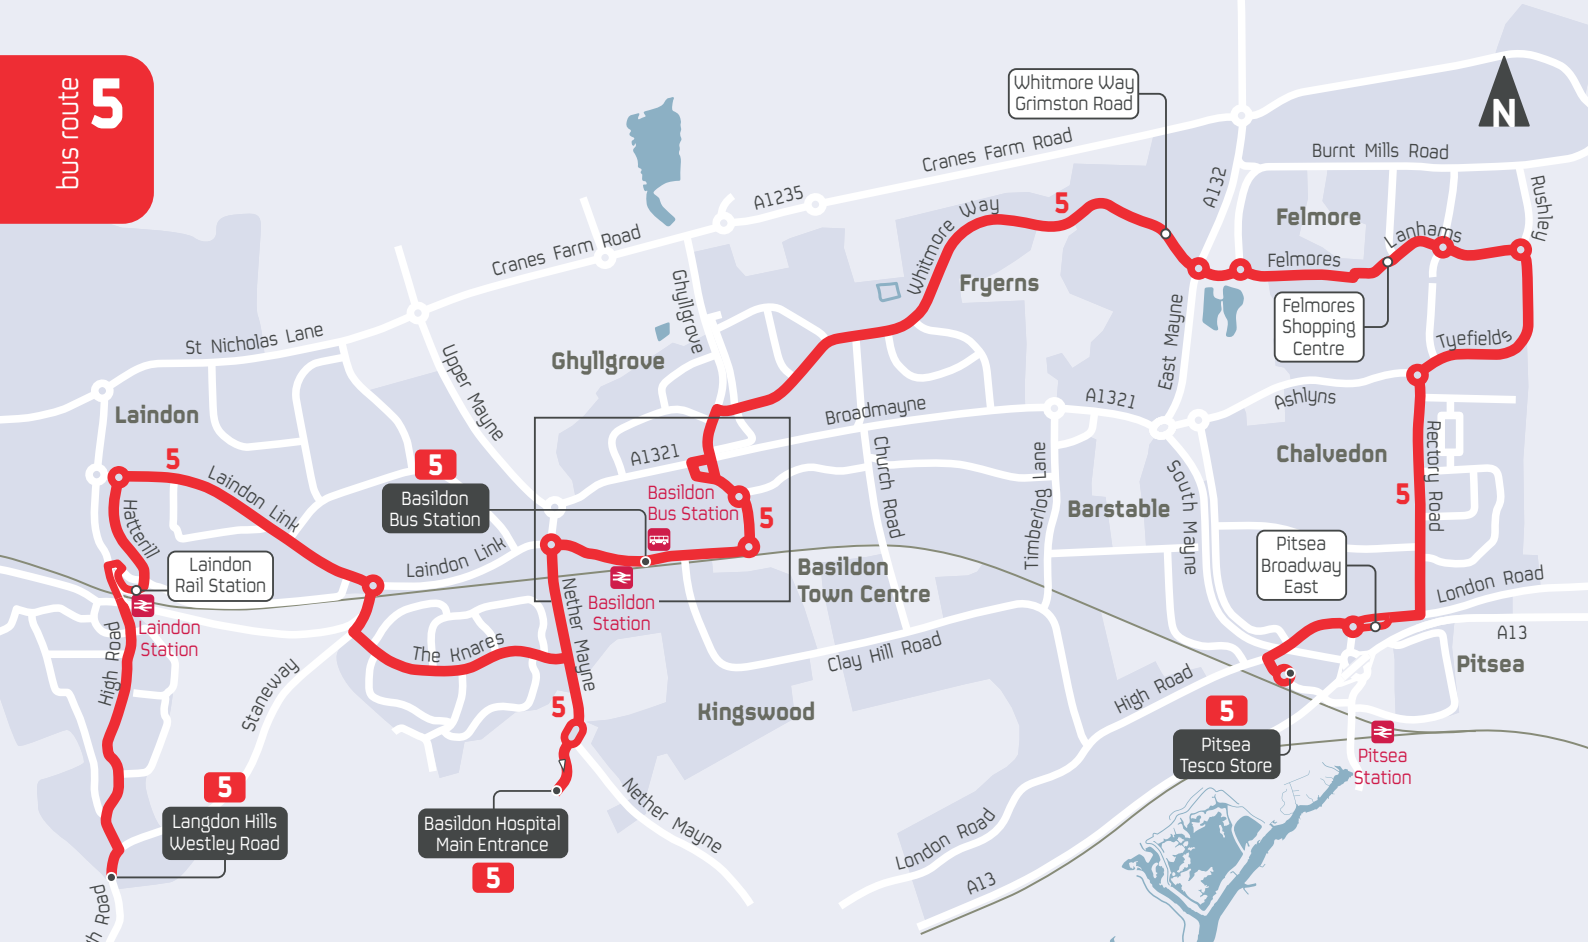 bus route
5
Whitmore Way
Grimston Road
N
Burnt Mills Road
Rushley
A132
Cranes Farm Road
A1235
Felmore
Lanhams
Felmores
Whitmore Way
5
Cranes Farm Road
Fryerns
Felmores
Shopping
Centre
Ghyllgrove
East Mayne
Tyefields
St Nicholas Lane
Upper Mayne
Ghyllgrove
Laindon
Broadmayne
A1321
Ashlyns
5
Laindon Link
5
Basildon
Bus Station
A1321
Basildon
Bus Station
5
Church Road
Timberlog Lane
Barstable
South Mayne
Chalvedon
5
Rectory Road
Hatterill
Laindon
Rail Station
Laindon Link
Pitsea
Broadway
East
Basildon
Town Centre
London Road
A13
Pitsea
Laindon
Station
Nether Mayne
Basildon
Station
High Road
The Knares
Clay Hill Road
Staneway
5
Kingswood
High Road
5
Pitsea
Tesco Store
Pitsea
Station
5
Langdon Hills
Westley Road
Basildon Hospital
Main Entrance
5
Nether Mayne
London Road
A13
gh Road